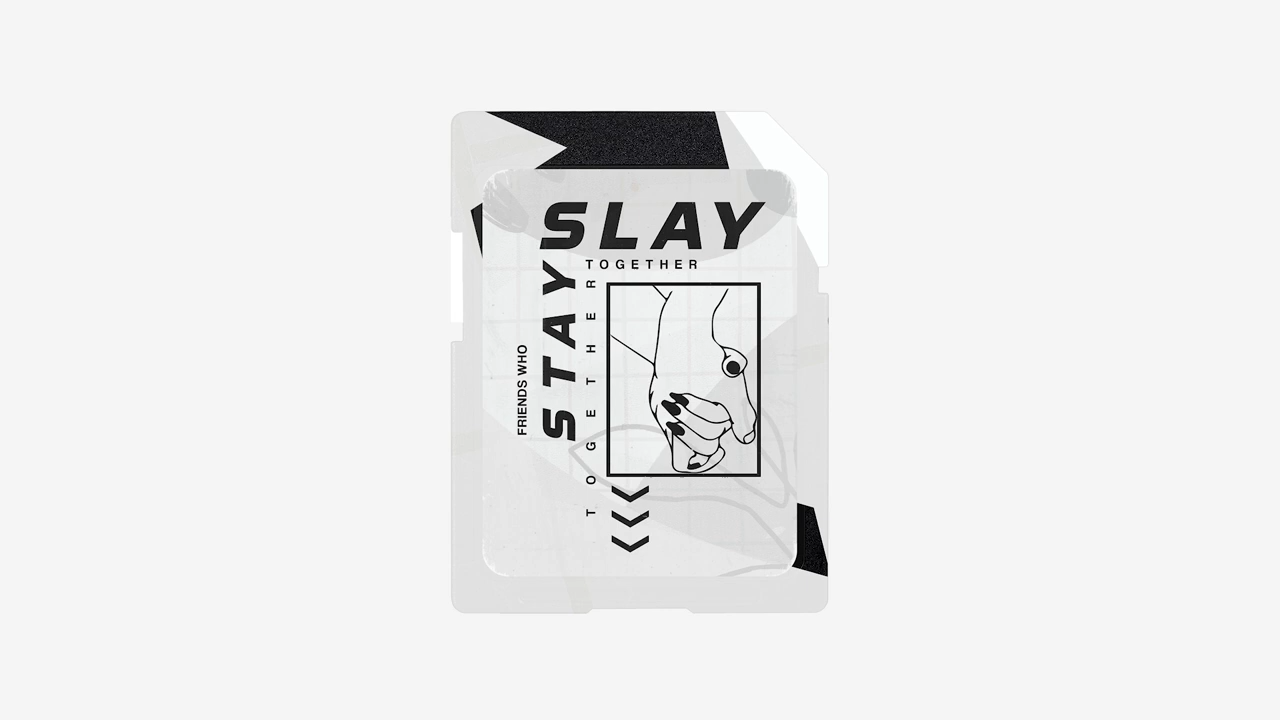 SLAY
TOGETHER
FRIENDS WHO
STAY
TOGETHER